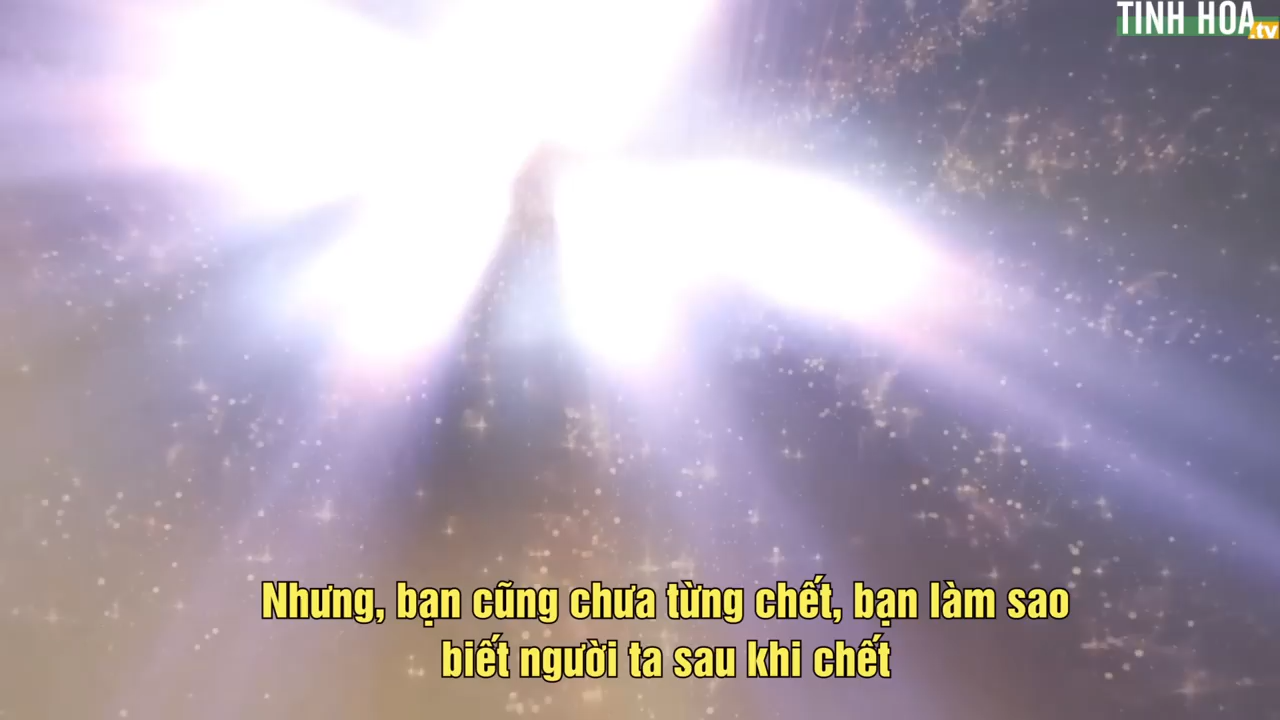 TINH HOA
.tv
Nhưng, bạn cũng chưa từng chết, bạn làm sao
biết người ta sau khi chết